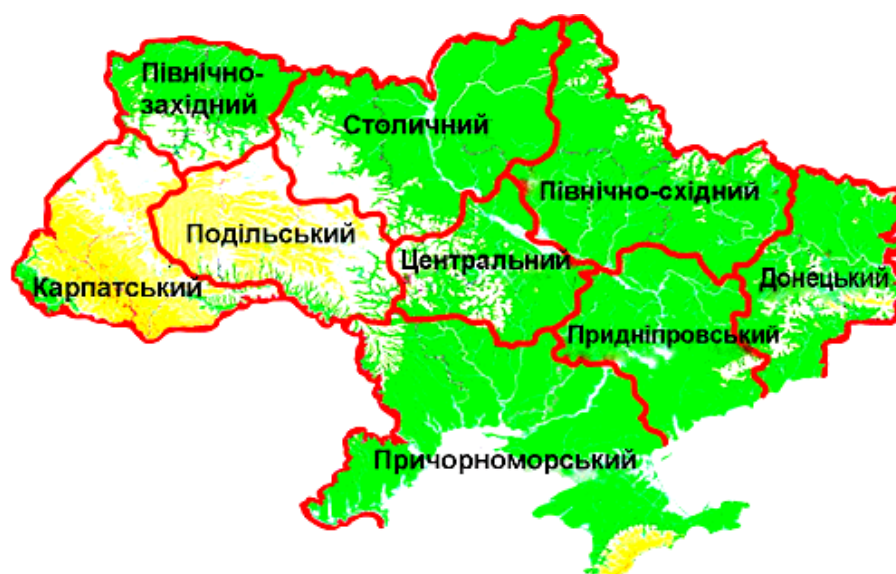 Північно-
західний
Столичний
Північно-східний
Подільський
Центральний
Карпатський
Донецький
Придніпровський
Причорноморський